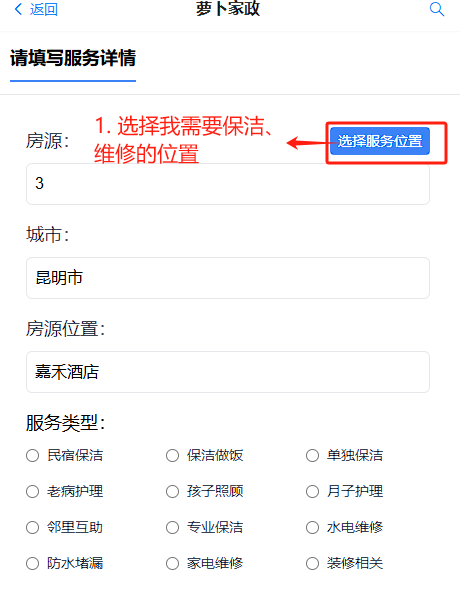 返回
萝卜家政
请填写服务详情
房源：
1. 选择我需要保洁、
维修的位置
选择服务位置
3
城市：
昆明市
房源位置：
嘉禾酒店
服务类型：
民宿保洁 保洁做饭 单独保洁
老病护理 孩子照顾 月子护理
邻里互助 专业保洁 水电维修
防水堵漏 家电维修 装修相关